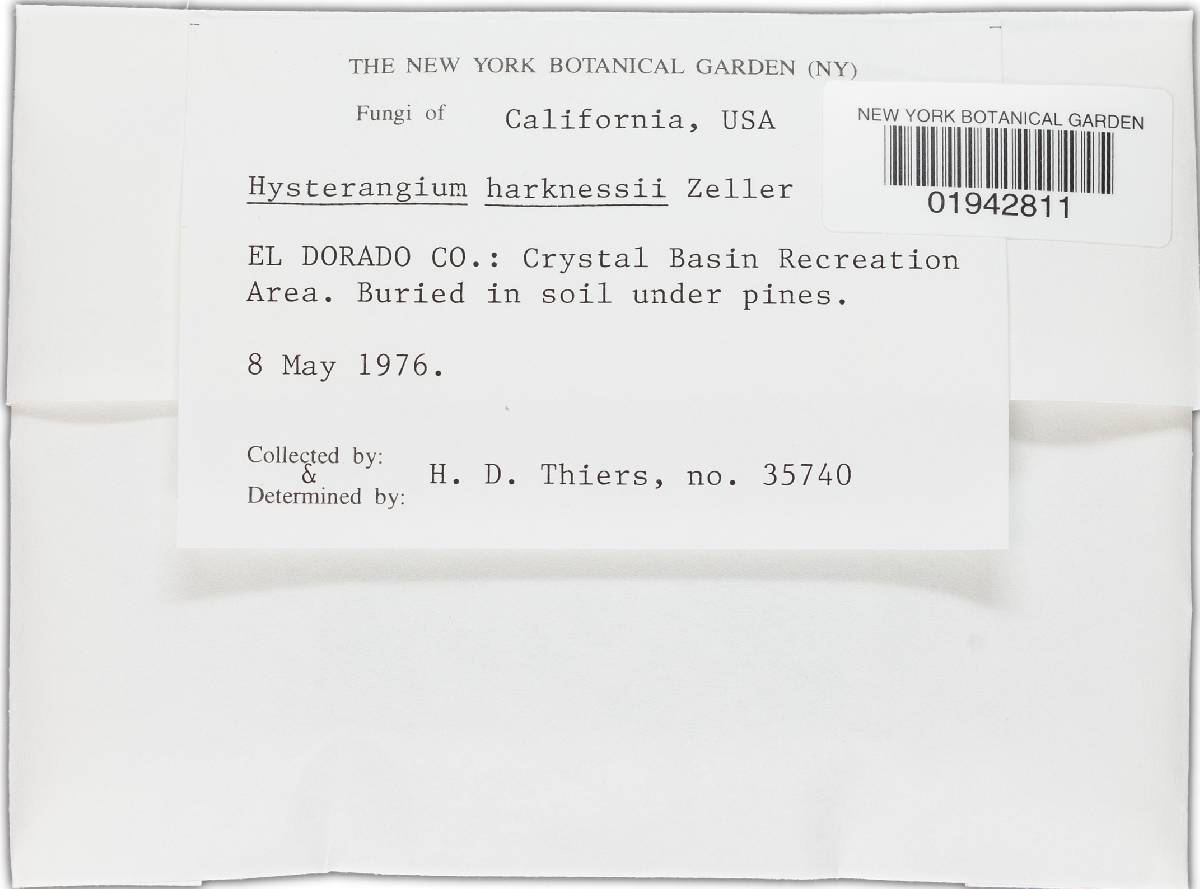 THE NEW YORK BOTANICAL GARDEN (NY)
Fungi of California, USA
NEW YORK BOTANICAL GARDEN
01942811
Hysterangium harknessii Zeller
EL DORADO CO.: Crystal Basin Recreation
Area. Buried in soil under pines.
8 May 1976.
Collected by:
&
Determined by:
H. D. Thiers, no. 35740